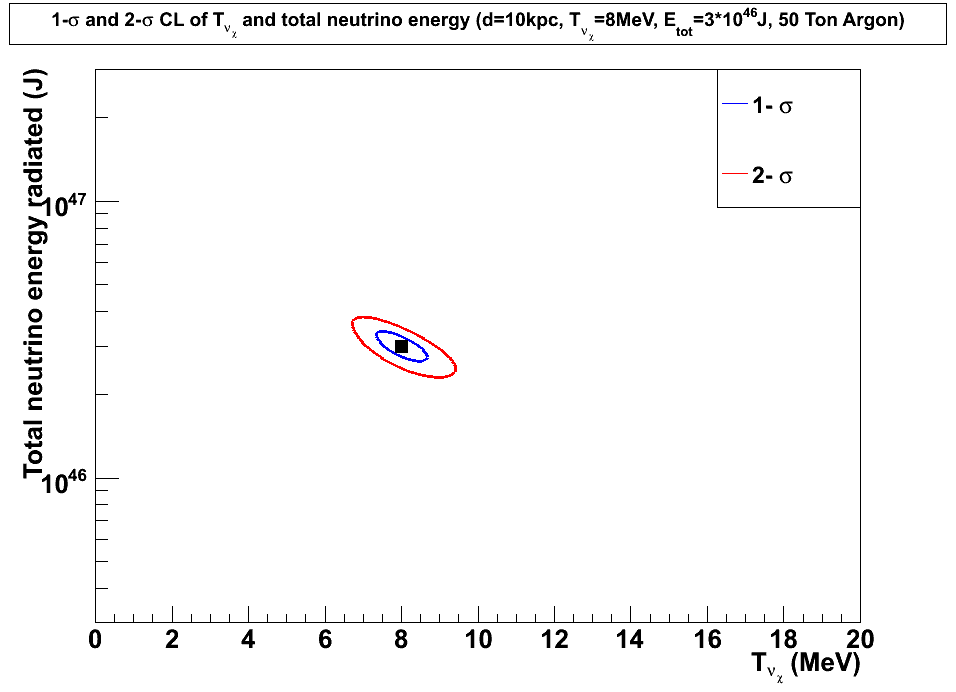 1-σ and 2-σ CL of T_{ν_χ} and total neutrino energy (d=10kpc, T_{ν_χ}=8MeV, E_{tot}=3*10^{46}J, 50 Ton Argon)
Total neutrino energy radiated (J)
1- σ
2- σ
10^{47}
10^{46}
0 2 4 6 8 10 12 14 16 18 20
T_{ν_χ} (MeV)